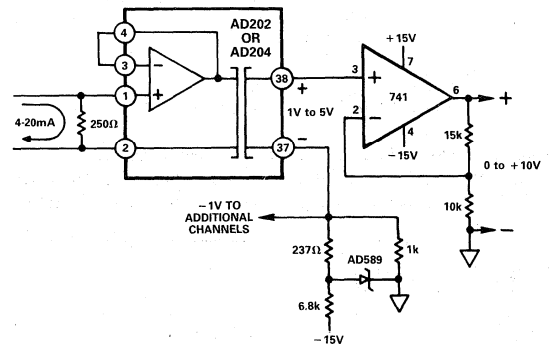 AD202
OR
AD204
4
3
1
2
38
37
+
−
−
+
4-20mA
250Ω
1V to 5V
+15V
7
3
+
741
2
−
6
4
−15V
+
15k
0 to +10V
10k
−
−1V TO
ADDITIONAL
CHANNELS
237Ω
AD589
1k
6.8k
−15V